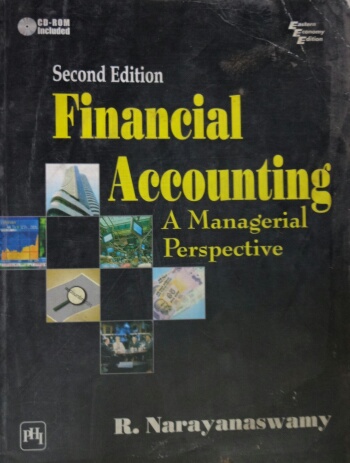 CD-ROM
Included
Eastern
Economy
Edition
Second Edition
Financial
Accounting
A Managerial
Perspective
PHI
R. Narayanaswamy